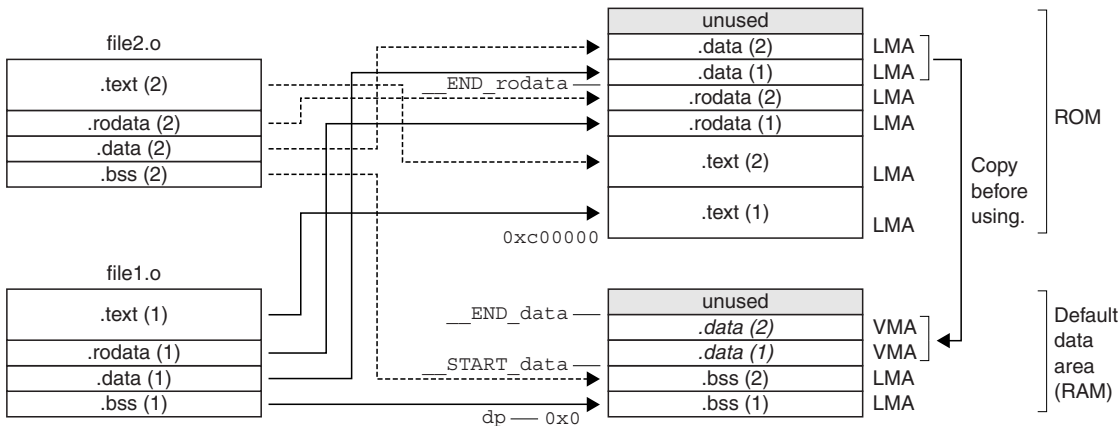 file2.o
.text (2)
.rodata (2)
.data (2)
.bss (2)
file1.o
.text (1)
.rodata (1)
.data (1)
.bss (1)
unused
.data (2) LMA
.data (1) LMA
__END_rodata
.rodata (2) LMA
.rodata (1) LMA
.text (2) LMA
.text (1) LMA
0xc00000
ROM
Copy
before
using.
unused
__END_data
.data (2) VMA
.data (1) VMA
__START_data
.bss (2) LMA
.bss (1) LMA
dp 0x0
Default
data
area
(RAM)